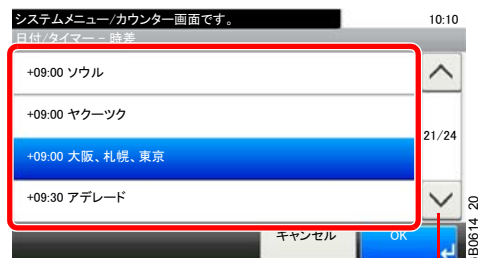 システムメニュー/カウンター画面です。 10:10
日付/タイマー - 時差
+09:00 ソウル
+09:00 ヤクーツク
21/24
+09:00 大阪、札幌、東京
+09:30 アデレード
キャンセル OK